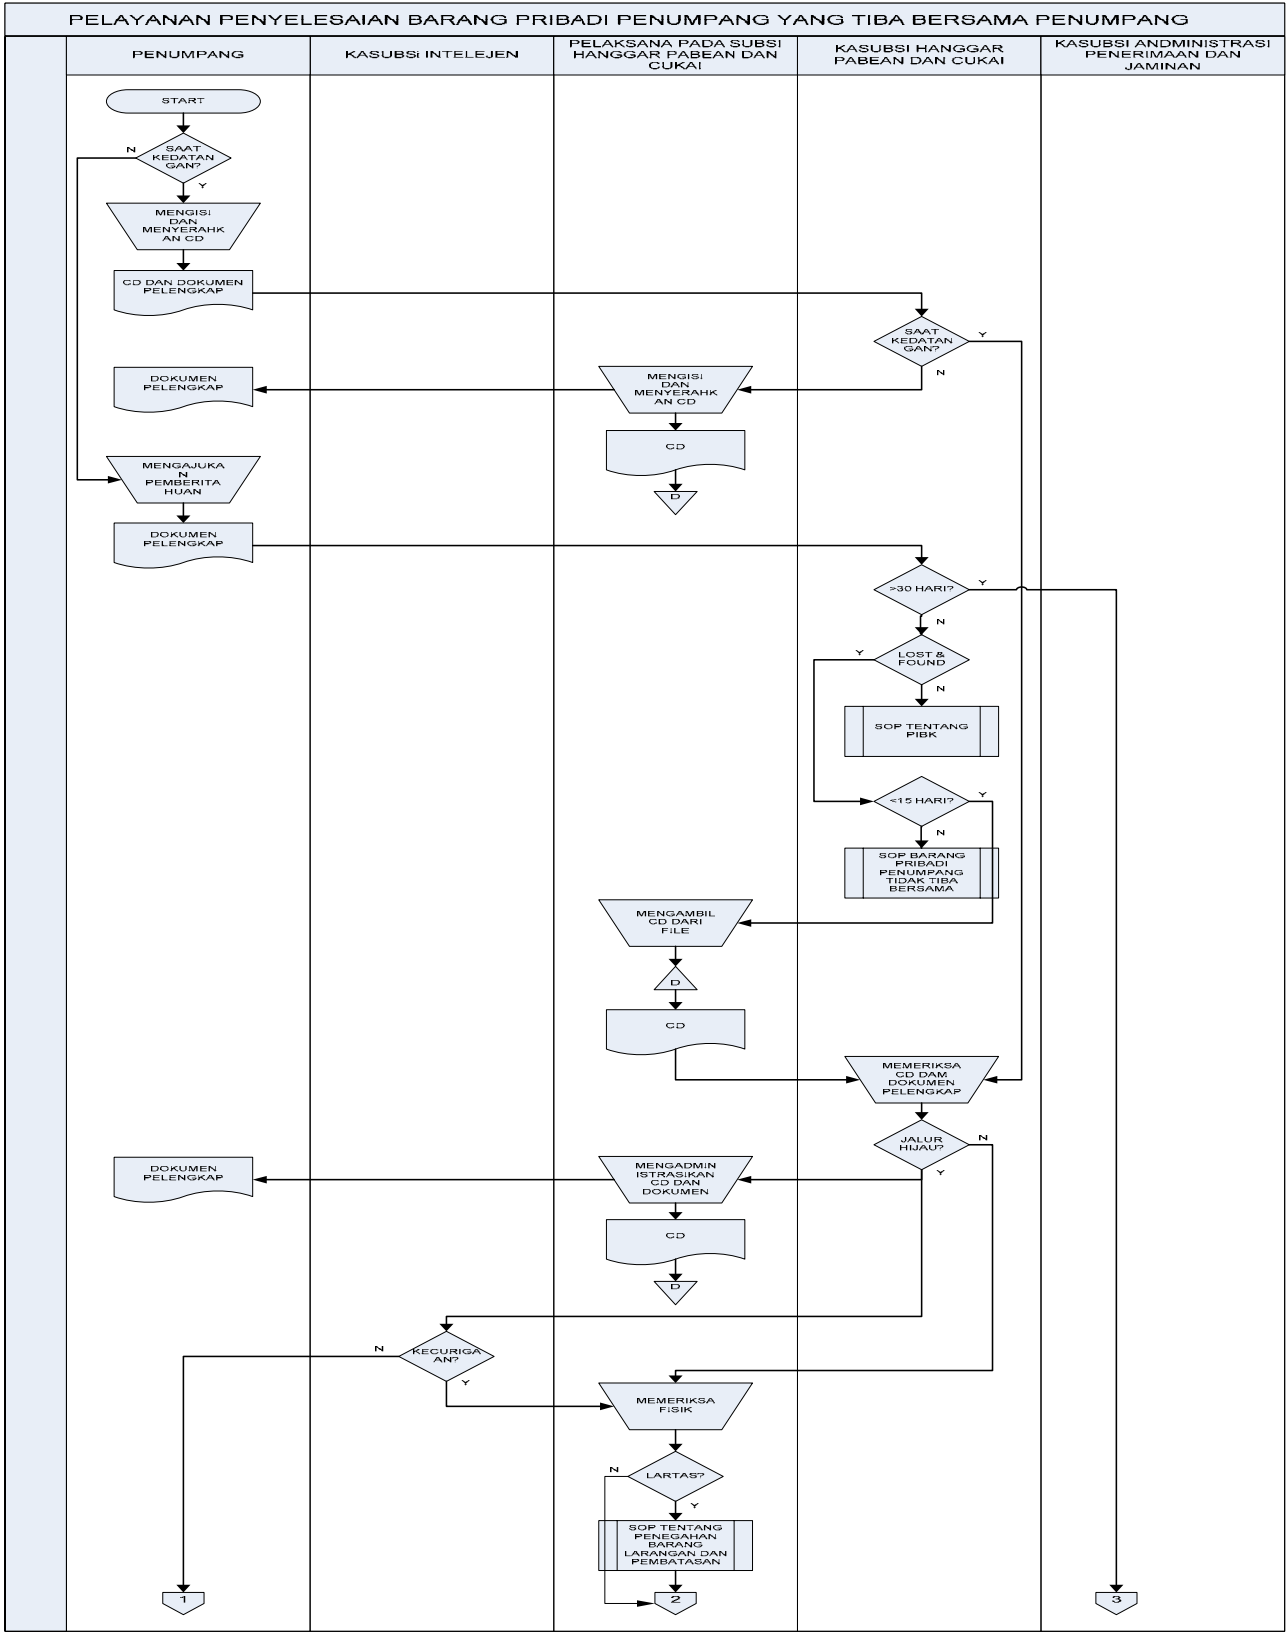 PELAYANAN PENYELESAIAN BARANG PRIBADI PENUMPANG YANG TIBA BERSAMA PENUMPANG
PENUMPANG
KASUBSi INTELEJEN
PELAKSANA PADA SUBSI
HANGGAR PABEAN DAN
CUKAI
KASUBSI HANGGAR
PABEAN DAN CUKAI
KASUBSI ANDMINISTRASI
PENERIMAAN DAN
JAMINAN
START
SAAT
KEDATAN
GAN?
N
Y
MENGISI
DAN
MENYERAHK
AN CD
CD DAN DOKUMEN
PELENGKAP
SAAT
KEDATAN
GAN?
Y
N
DOKUMEN
PELENGKAP
MENGISI
DAN
MENYERAHK
AN CD
CD
D
MENGAJUKA
N
PEMBERITA
HUAN
DOKUMEN
PELENGKAP
>30 HARI?
Y
N
LOST &
FOUND
Y
N
SOP TENTANG
PIBK
<15 HARI?
Y
N
SOP BARANG
PRIBADI
PENUMPANG
TIDAK TIBA
BERSAMA
MENGAMBIL
CD DARI
FILE
D
CD
MEMERIKSA
CD DAM
DOKUMEN
PELENGKAP
JALUR
HIJAU?
N
Y
DOKUMEN
PELENGKAP
MENGADMIN
ISTRASIKAN
CD DAN
DOKUMEN
CD
D
KECURIGA
AN?
N
Y
MEMERIKSA
FISIK
LARTAS?
N
Y
SOP TENTANG
PENEGAHAN
BARANG
LARANGAN DAN
PEMBATASAN
1
2
3